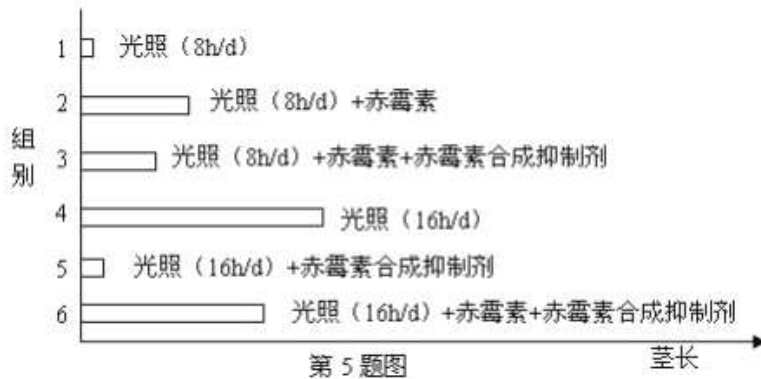 1 光照（8h/d）
2 光照（8h/d）+赤霉素
组别
3 光照（8h/d）+赤霉素+赤霉素合成抑制剂
4 光照（16h/d）
5 光照（16h/d）+赤霉素合成抑制剂
6 光照（16h/d）+赤霉素+赤霉素合成抑制剂
第 5 题图
茎长